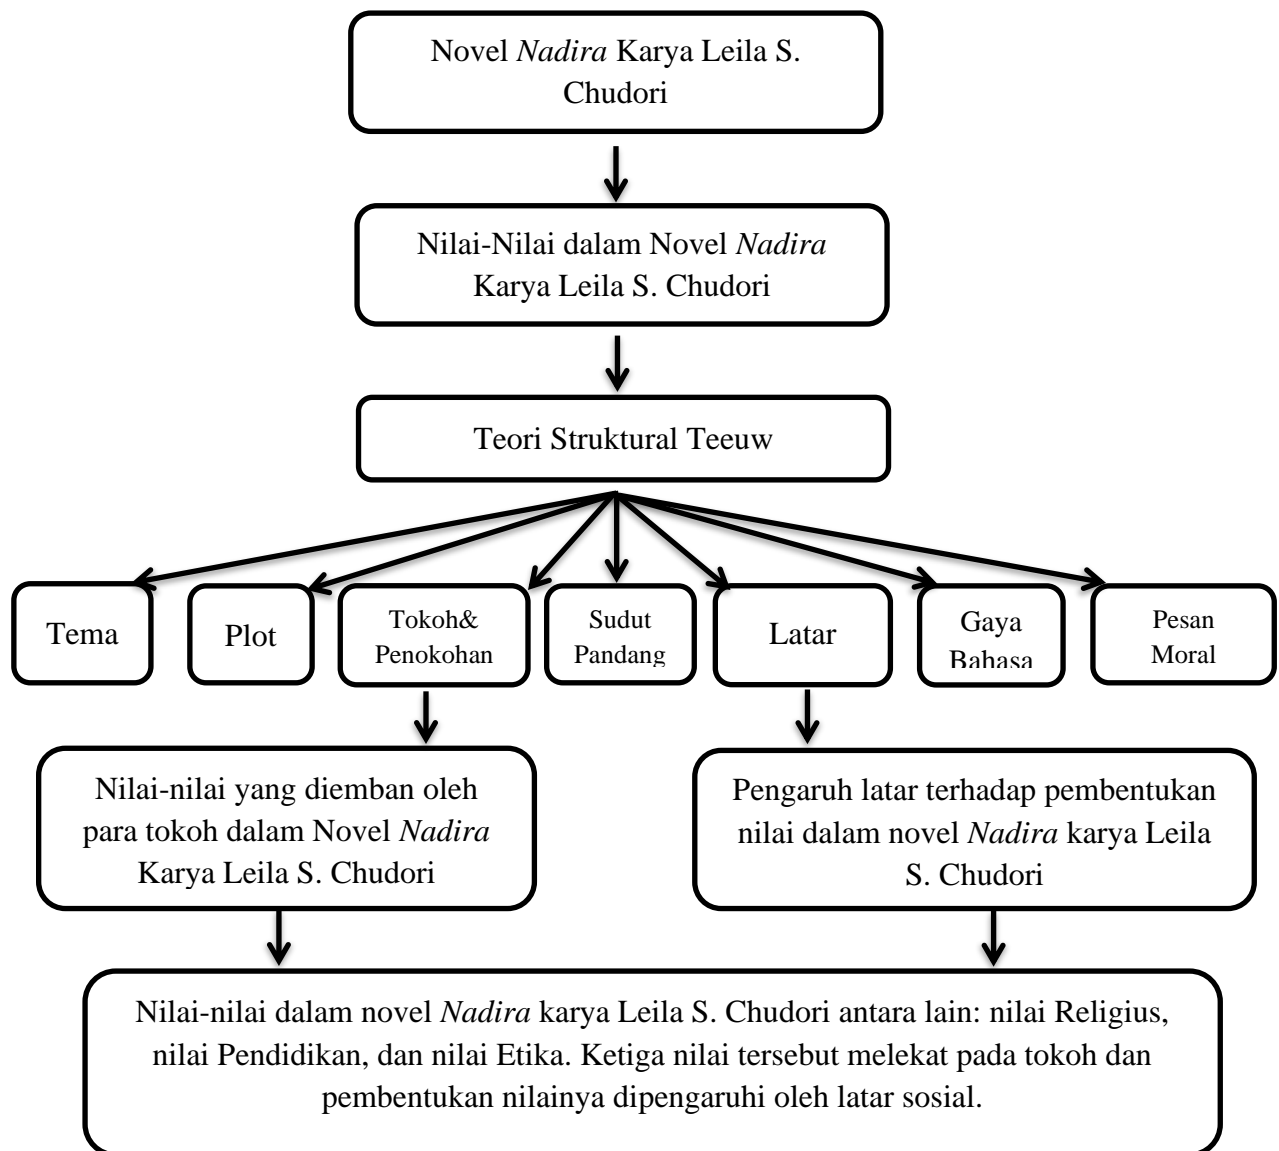 Novel Nadira Karya Leila S.
Chudori
Nilai-Nilai dalam Novel Nadira
Karya Leila S. Chudori
Teori Struktural Teeuw
Tema
Plot
Tokoh&
Penokohan
Sudut
Pandang
Latar
Gaya
Bahasa
Pesan
Moral
Nilai-nilai yang diemban oleh
para tokoh dalam Novel Nadira
Karya Leila S. Chudori
Pengaruh latar terhadap pembentukan
nilai dalam novel Nadira karya Leila
S. Chudori
Nilai-nilai dalam novel Nadira karya Leila S. Chudori antara lain: nilai Religius,
nilai Pendidikan, dan nilai Etika. Ketiga nilai tersebut melekat pada tokoh dan
pembentukan nilainya dipengaruhi oleh latar sosial.